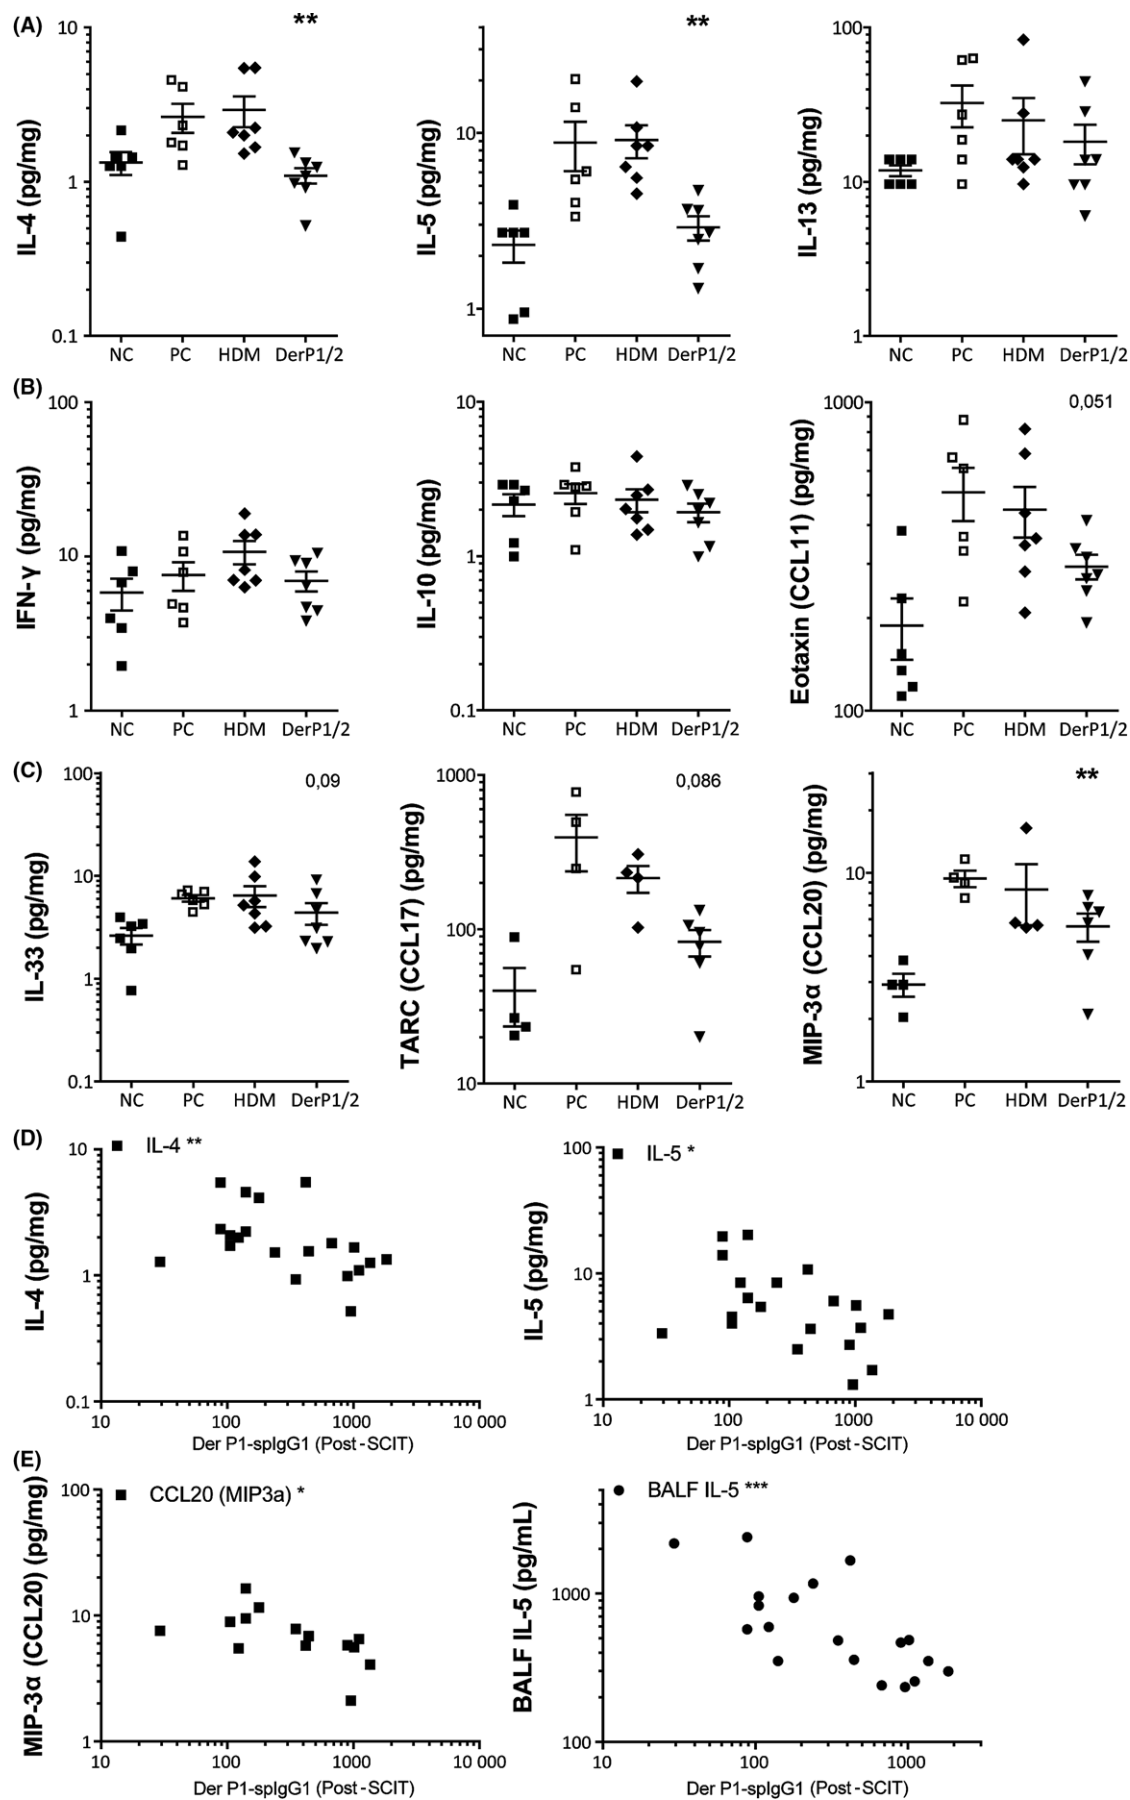 (A)
IL-4 (pg/mg)
10
1
0.1
**
NC PC HDM DerP1/2
IL-5 (pg/mg)
10
1
**
NC PC HDM DerP1/2
IL-13 (pg/mg)
100
10
1
NC PC HDM DerP1/2
(B)
IFN-γ (pg/mg)
100
10
1
NC PC HDM DerP1/2
IL-10 (pg/mg)
10
1
0.1
NC PC HDM DerP1/2
Eotaxin (CCL11) (pg/mg)
1000
100
0,051
NC PC HDM DerP1/2
(C)
IL-33 (pg/mg)
100
10
1
0.1
0,09
NC PC HDM DerP1/2
TARC (CCL17) (pg/mg)
1000
100
10
0,086
NC PC HDM DerP1/2
MIP-3α (CCL20) (pg/mg)
10
1
**
NC PC HDM DerP1/2
(D)
IL-4 (pg/mg)
10
1
0.1
IL-4 **
10 100 1000 10 000
Der P1-spIgG1 (Post-SCIT)
IL-5 (pg/mg)
100
10
1
IL-5 *
10 100 1000 10 000
Der P1-spIgG1 (Post-SCIT)
(E)
MIP-3α (CCL20) (pg/mg)
100
10
1
CCL20 (MIP3a) *
10 100 1000 10 000
Der P1-spIgG1 (Post-SCIT)
BALF IL-5 (pg/mL)
1000
100
BALF IL-5 ***
10 100 1000
Der P1-spIgG1 (Post-SCIT)